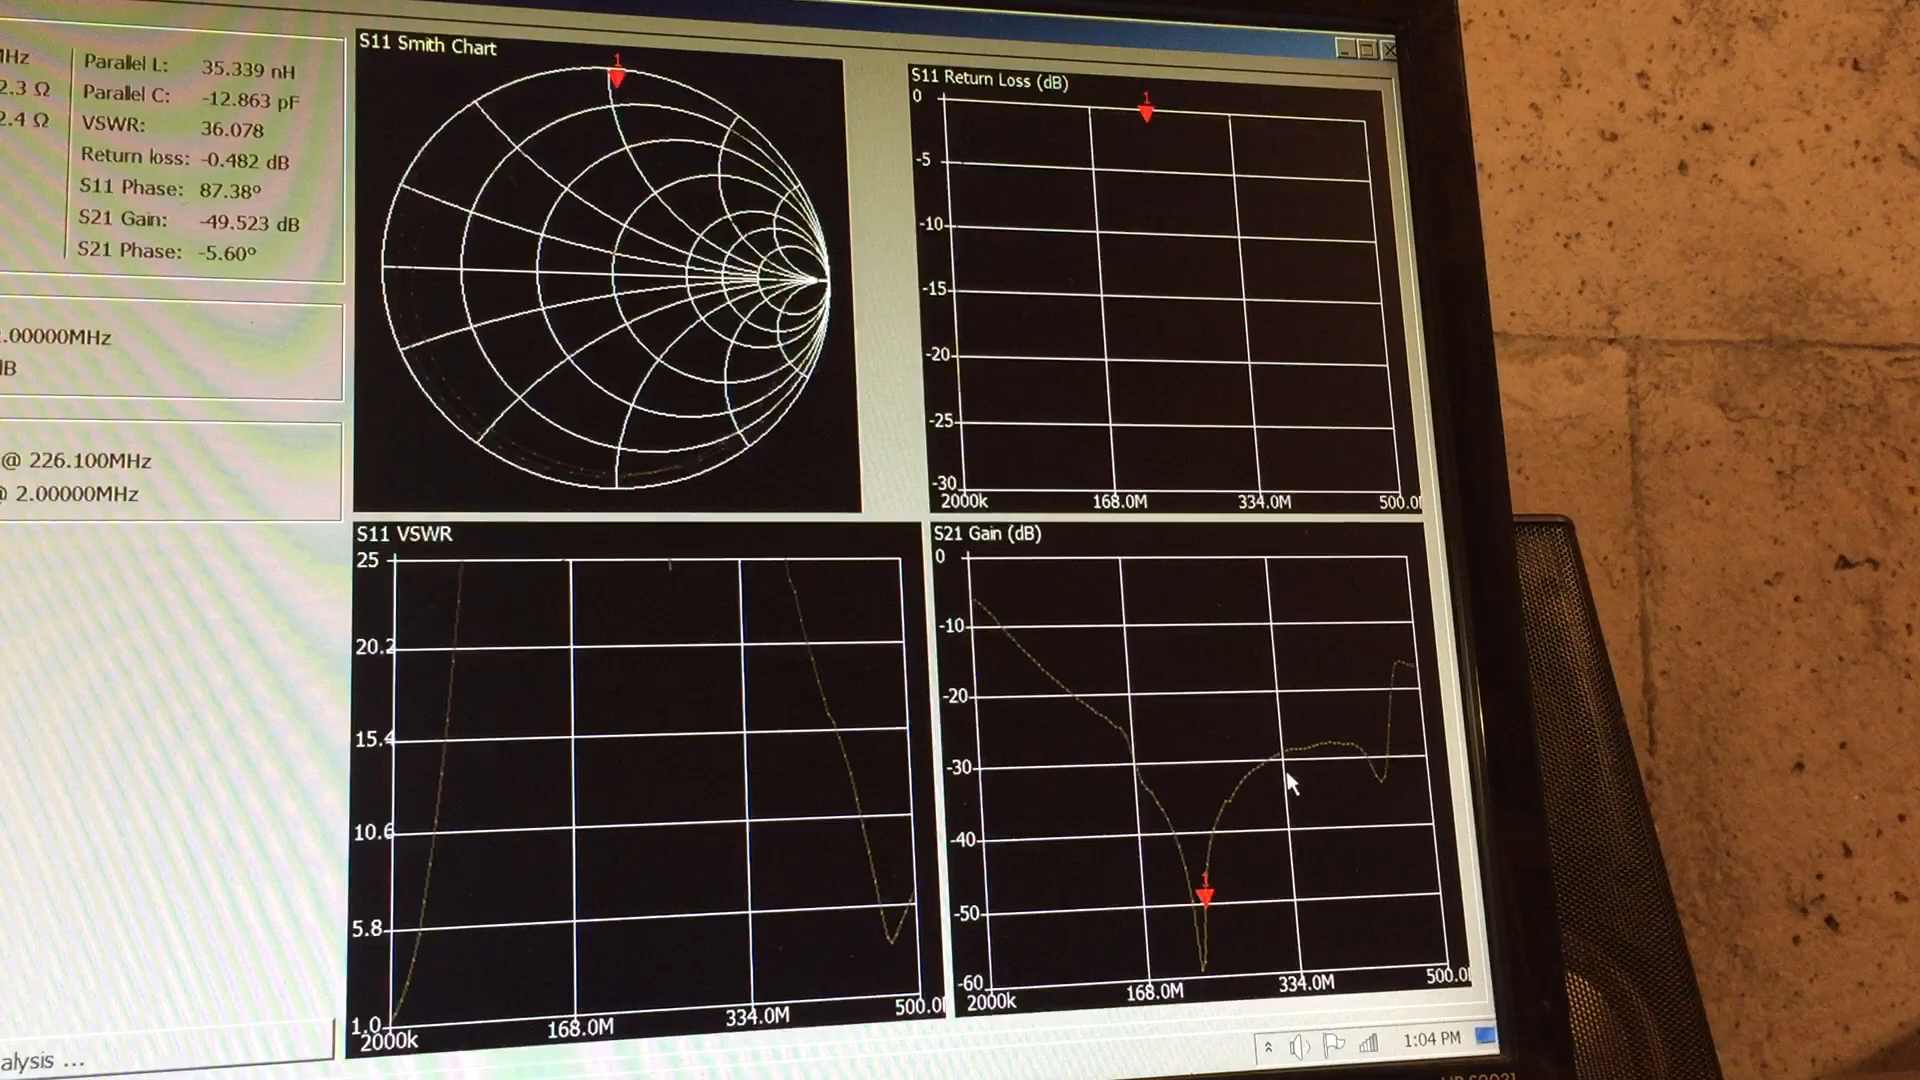 MHz
2.3 Ω
2.4 Ω
Parallel L: 35.339 nH
Parallel C: -12.863 pF
VSWR: 36.078
Return loss: -0.482 dB
S11 Phase: 87.38°
S21 Gain: -49.523 dB
S21 Phase: -5.60°
.00000MHz
dB
@ 226.100MHz
@ 2.00000MHz
alysis ...
S11 Smith Chart
1
S11 Return Loss (dB)
0
1
-5
-10
-15
-20
-25
-30
2000k 168.0M 334.0M 500.0
S11 VSWR
25
20.2
15.4
10.6
5.8
1.0
2000k 168.0M 334.0M 500.0
S21 Gain (dB)
0
-10
-20
-30
-40
1
-50
-60
2000k 168.0M 334.0M 500.0
1:04 PM